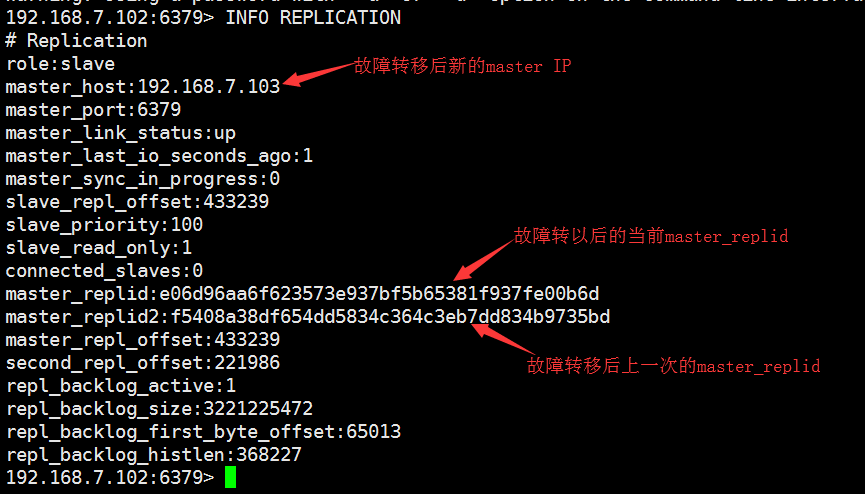 192.168.7.102:6379> INFO REPLICATION
# Replication
role:slave
故障转移后新的master IP
master_host:192.168.7.103
master_port:6379
master_link_status:up
master_last_io_seconds_ago:1
master_sync_in_progress:0
slave_repl_offset:433239
slave_priority:100
故障转以后的当前master_replid
slave_read_only:1
connected_slaves:0
master_replid:e06d96aa6f623573e937bf5b65381f937fe00b6d
master_replid2:f5408a38df654dd5834c364c3eb7dd834b9735bd
master_repl_offset:433239
second_repl_offset:221986
故障转移后上一次的master_replid
repl_backlog_active:1
repl_backlog_size:3221225472
repl_backlog_first_byte_offset:65013
repl_backlog_histlen:368227
192.168.7.102:6379>